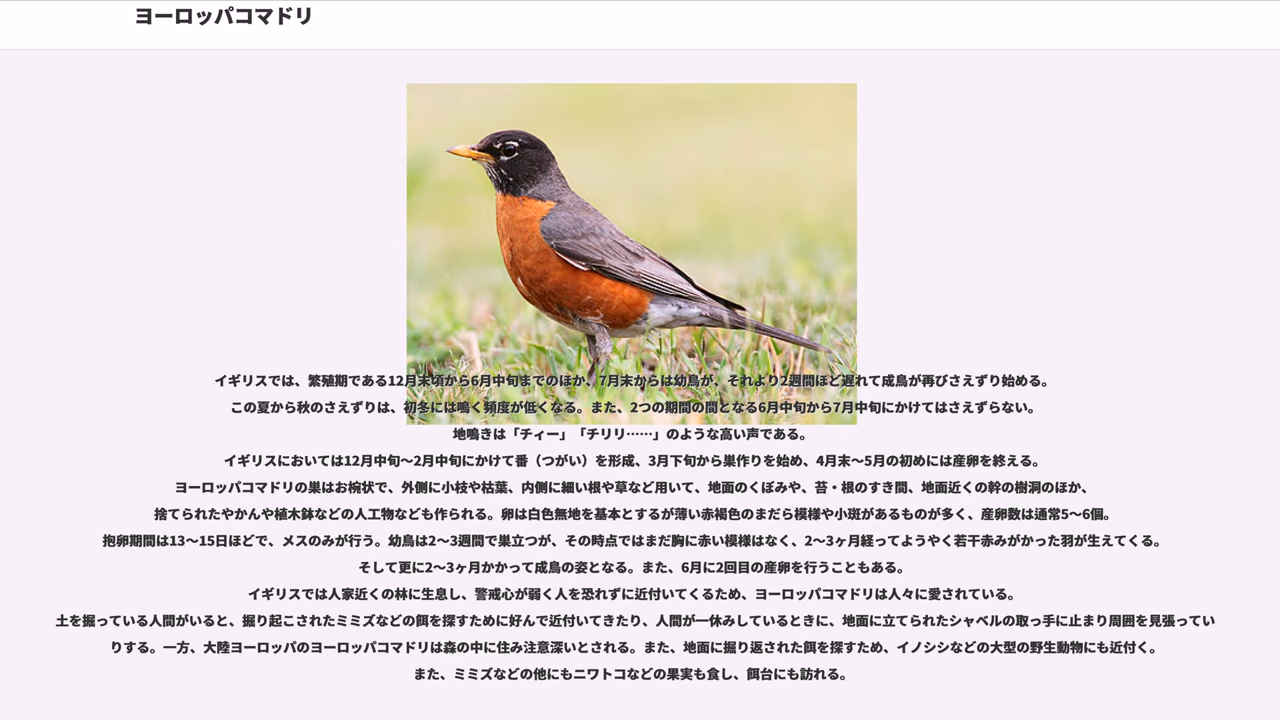 ヨーロッパコマドリ
イギリスでは、繁殖期である12月末頃から6月中旬までのほか、7月末からは幼鳥が、それより2週間ほど遅れて成鳥が再びさえずり始める。
この夏から秋のさえずりは、初冬には鳴く頻度が低くなる。また、2つの期間の間となる6月中旬から7月中旬にかけてはさえずらない。
地鳴きは「チィー」「チリリ……」のような高い声である。
イギリスにおいては12月中旬〜2月中旬にかけて番（つがい）を形成、3月下旬から巣作りを始め、4月末〜5月の初めには産卵を終える。
ヨーロッパコマドリの巣はお椀状で、外側に小枝や枯葉、内側に細い根や草など用いて、地面のくぼみや、苔・根のすき間、地面近くの幹の樹洞のほか、
捨てられたやかんや植木鉢などの人工物なども作られる。卵は白色無地を基本とするが薄い赤褐色のまだら模様や小斑があるものが多く、産卵数は通常5〜6個。
抱卵期間は13〜15日ほどで、メスのみが行う。幼鳥は2〜3週間で巣立つが、その時点ではまだ胸に赤い模様はなく、2〜3ヶ月経ってようやく若干赤みがかった羽が生えてくる。
そして更に2〜3ヶ月かかって成鳥の姿となる。また、6月に2回目の産卵を行うこともある。
イギリスでは人家近くの林に生息し、警戒心が弱く人を恐れずに近付いてくるため、ヨーロッパコマドリは人々に愛されている。
土を掘っている人間がいると、掘り起こされたミミズなどの餌を探すために好んで近付いてきたり、人間が一休みしているときに、地面に立てられたシャベルの取っ手に止まり周囲を見張ってい
りする。一方、大陸ヨーロッパのヨーロッパコマドリは森の中に住み注意深いとされる。また、地面に掘り返された餌を探すため、イノシシなどの大型の野生動物にも近付く。
また、ミミズなどの他にもニワトコなどの果実も食し、餌台にも訪れる。